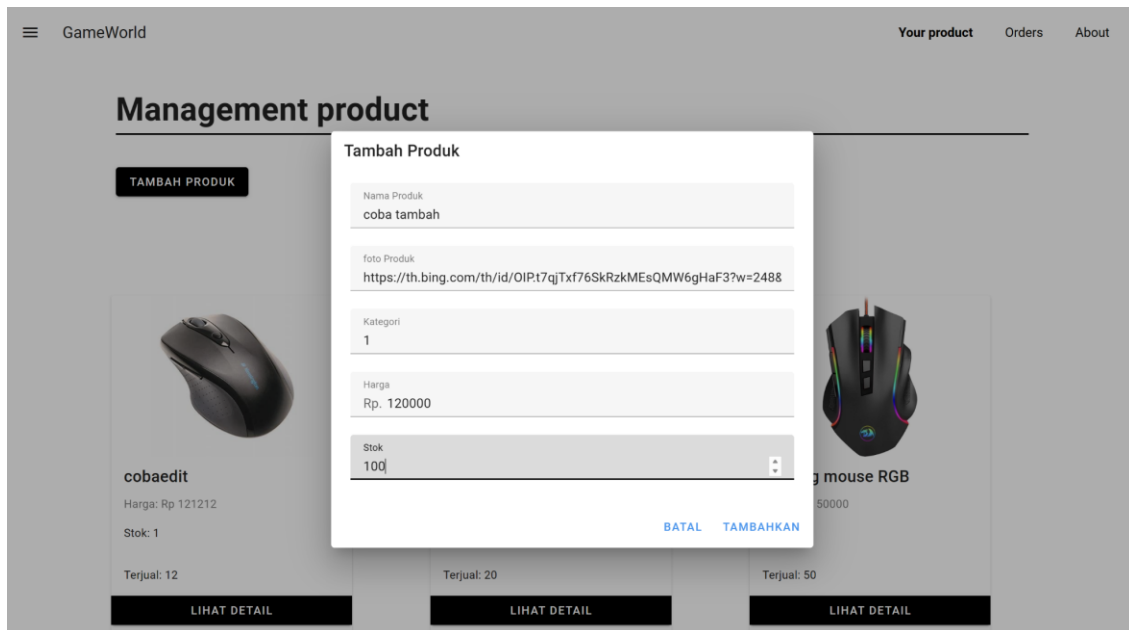 GameWorld
Your product
Orders
About
Management product
TAMBAH PRODUK
Tambah Produk
Nama Produk
coba tambah
foto Produk
https://th.bing.com/th/id/OIP.t7qjTxf76SkRzkMEsQMW6gHaF3?w=248&
Kategori
1
Harga
Rp. 120000
Stok
100
BATAL TAMBAHKAN
cobaedit
Harga: Rp 121212
Stok: 1
Terjual: 12
LIHAT DETAIL
Terjual: 20
LIHAT DETAIL
mouse RGB
50000
Terjual: 50
LIHAT DETAIL